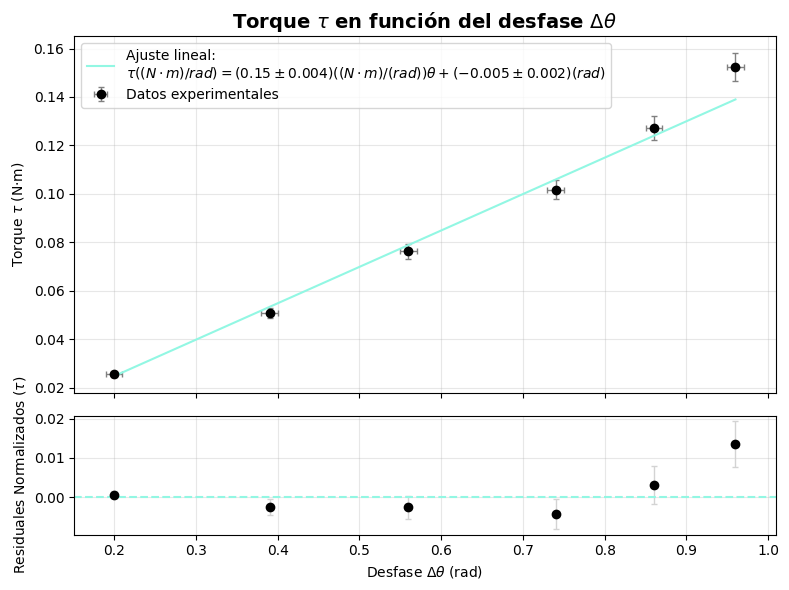 Torque τ en función del desfase Δθ
Ajuste lineal:
τ((N · m)/rad) = (0.15 ± 0.004)((N · m)/(rad))θ + (−0.005 ± 0.002)(rad)
Datos experimentales
Torque τ (N·m)
0.16
0.14
0.12
0.10
0.08
0.06
0.04
0.02
Residuales Normalizados (τ)
0.02
0.01
0.00
0.2 0.3 0.4 0.5 0.6 0.7 0.8 0.9 1.0
Desfase Δθ (rad)